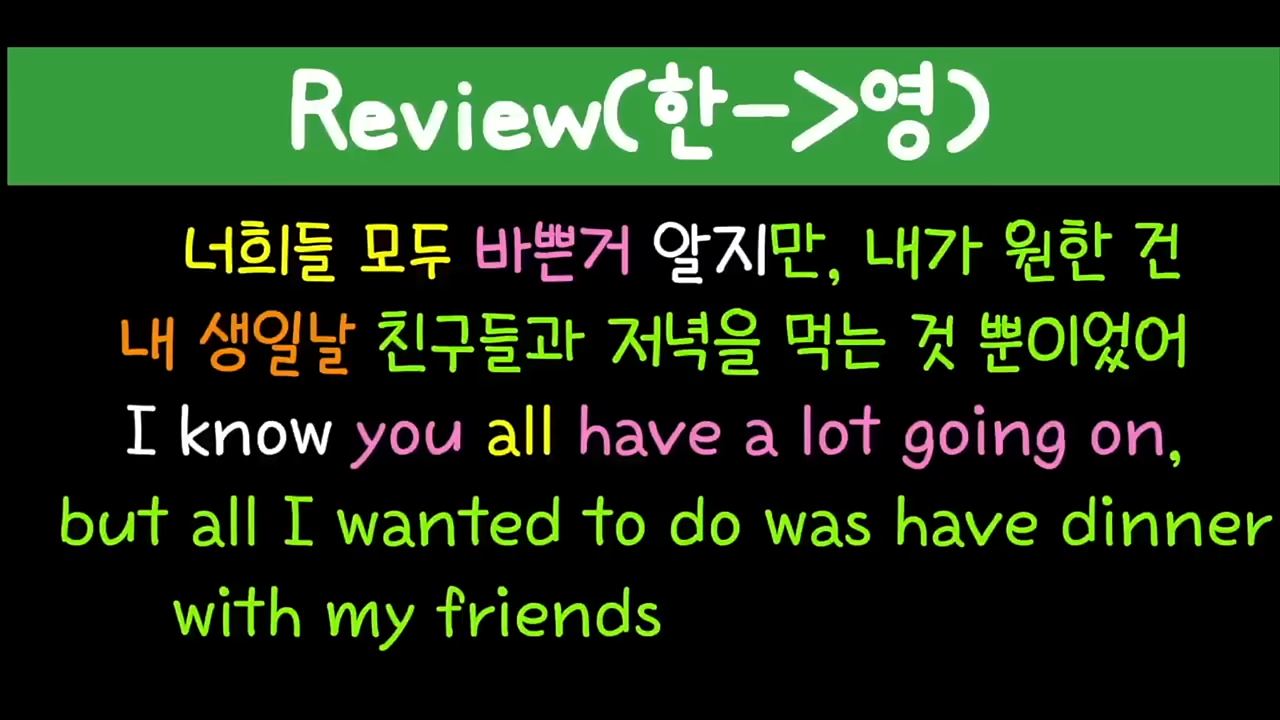 Review(한->영)
너희들 모두 바쁜거 알지만, 내가 원한 건
내 생일날 친구들과 저녁을 먹는 것 뿐이었어
I know you all have a lot going on,
but all I wanted to do was have dinner
with my friends